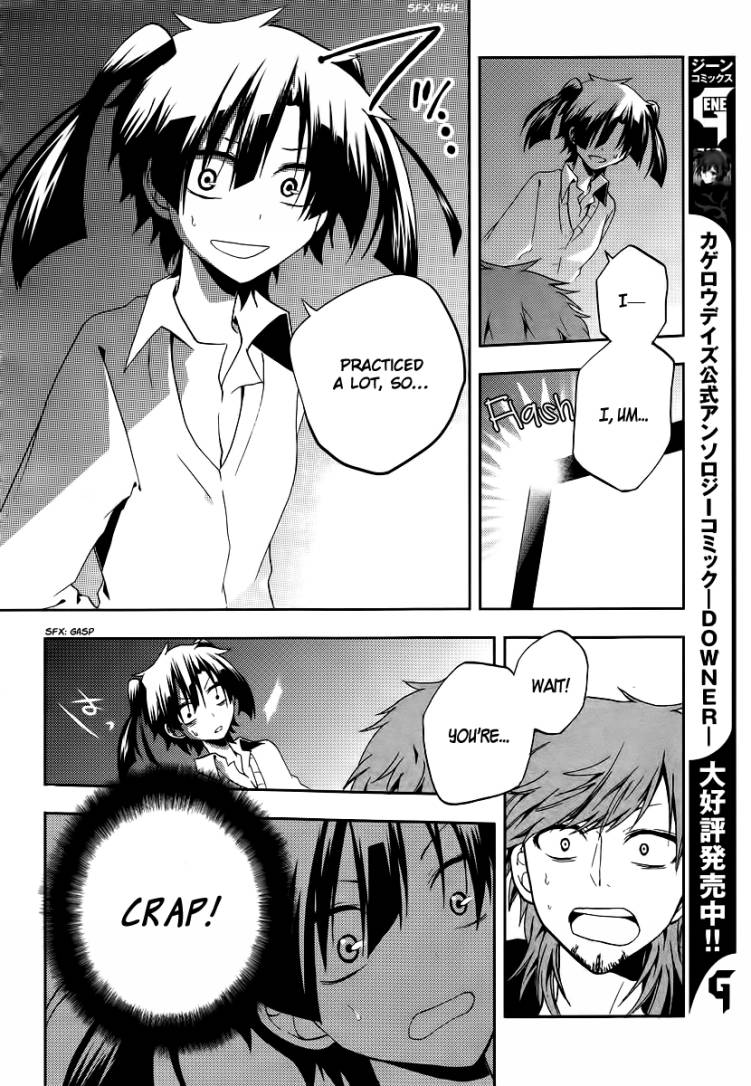 I—
I, UM...
Flash
SFX: HEH
PRACTICED
A LOT, SO...
WAIT!
YOU'RE...
SFX: GASP
CRAP!
ジーン
コミックス
GENE
カゲロウデイズ公式アンソロジーコミック—DOWNER— 大好評発売中!!
G